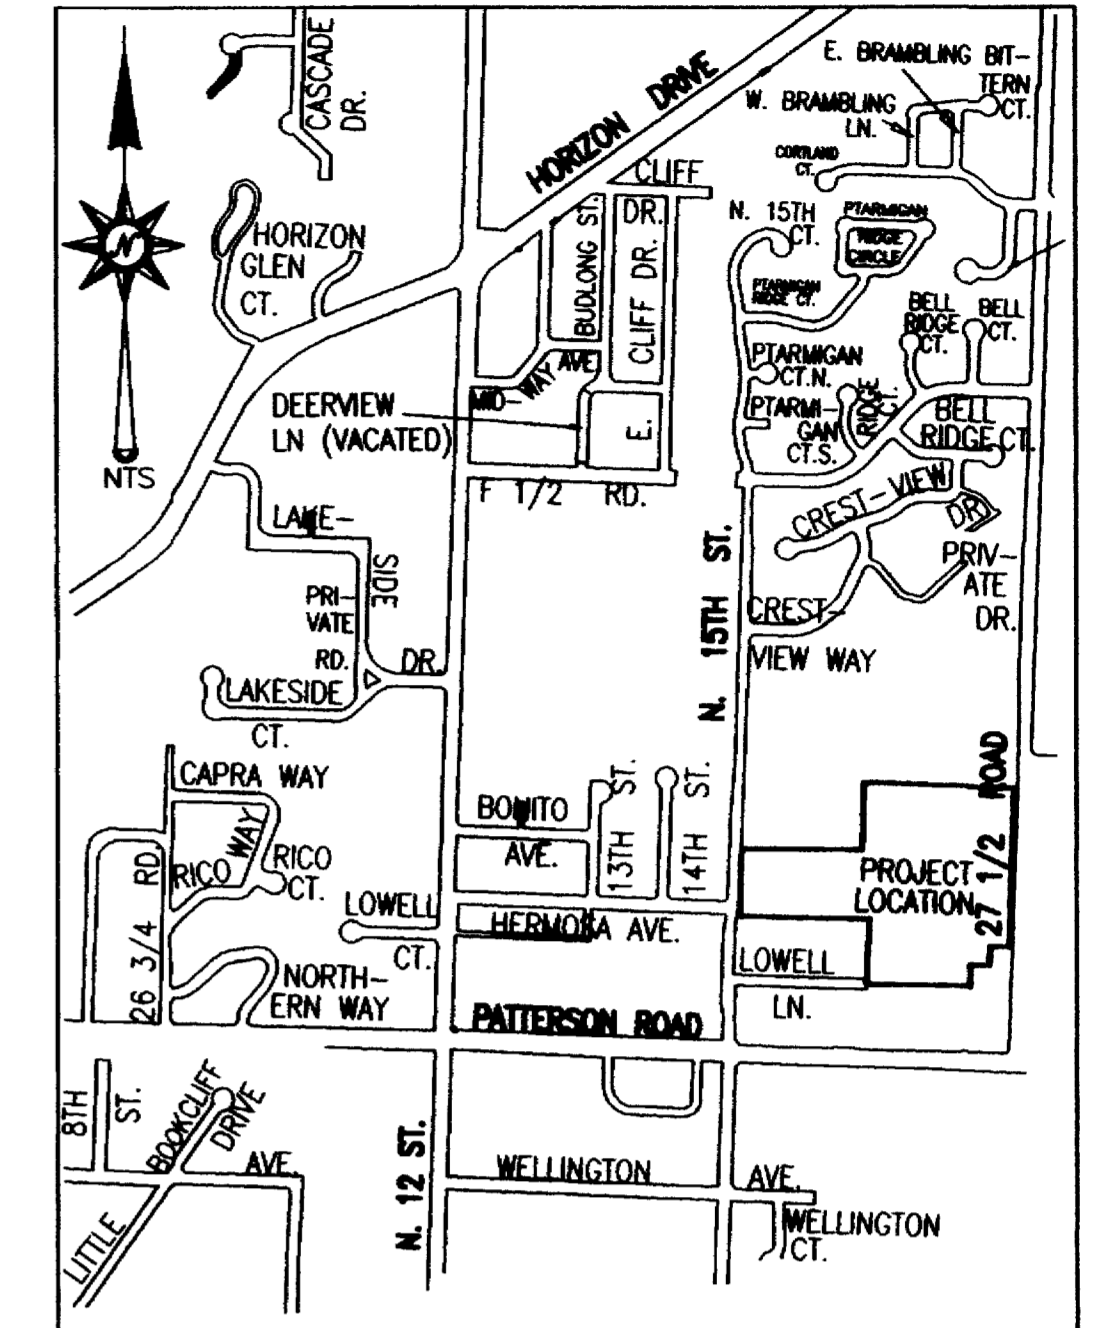 CASCADE
DR.
HORIZON DRIVE
E. BRAMBLING BIT-
TERN
CT.
W. BRAMBLING
LN.
CORTLAND
CT.
CLIFF
DR.
N. 15TH
CT.
PTARMIGAN
RIDGE
CIRCLE
N
HORIZON
GLEN
CT.
BUDLONG ST.
CLIFF DR.
E.
PTARMIGAN
RIDGE CT.
BELL
RIDGE
CT.
BELL
CT.
MID-
WAY
AVE
PTARMIGAN
CT.N.
PTARMI-
GAN
CT.S.
RIDGE
CT.
BELL
RIDGE CT.
DEERVIEW
LN (VACATED)
NTS
F 1/2 RD.
CREST-VIEW
DR.
LAKE-
SIDE
DR.
PRI-
VATE
RD.
N. 15TH ST.
PRIV-
ATE
DR.
CREST-
VIEW WAY
LAKESIDE
CT.
CAPRA WAY
BONITO
AVE.
13TH ST.
14TH ST.
27 1/2 ROAD
PROJECT
LOCATION
26 3/4 RD
RICO WAY
RICO
CT.
LOWELL
CT.
HERMOSA AVE.
LOWELL
LN.
NORTH-
ERN WAY
PATTERSON ROAD
8TH ST.
BOOKCLIFF
DRIVE
AVE.
LITTLE
N. 12 ST.
WELLINGTON AVE.
WELLINGTON
CT.